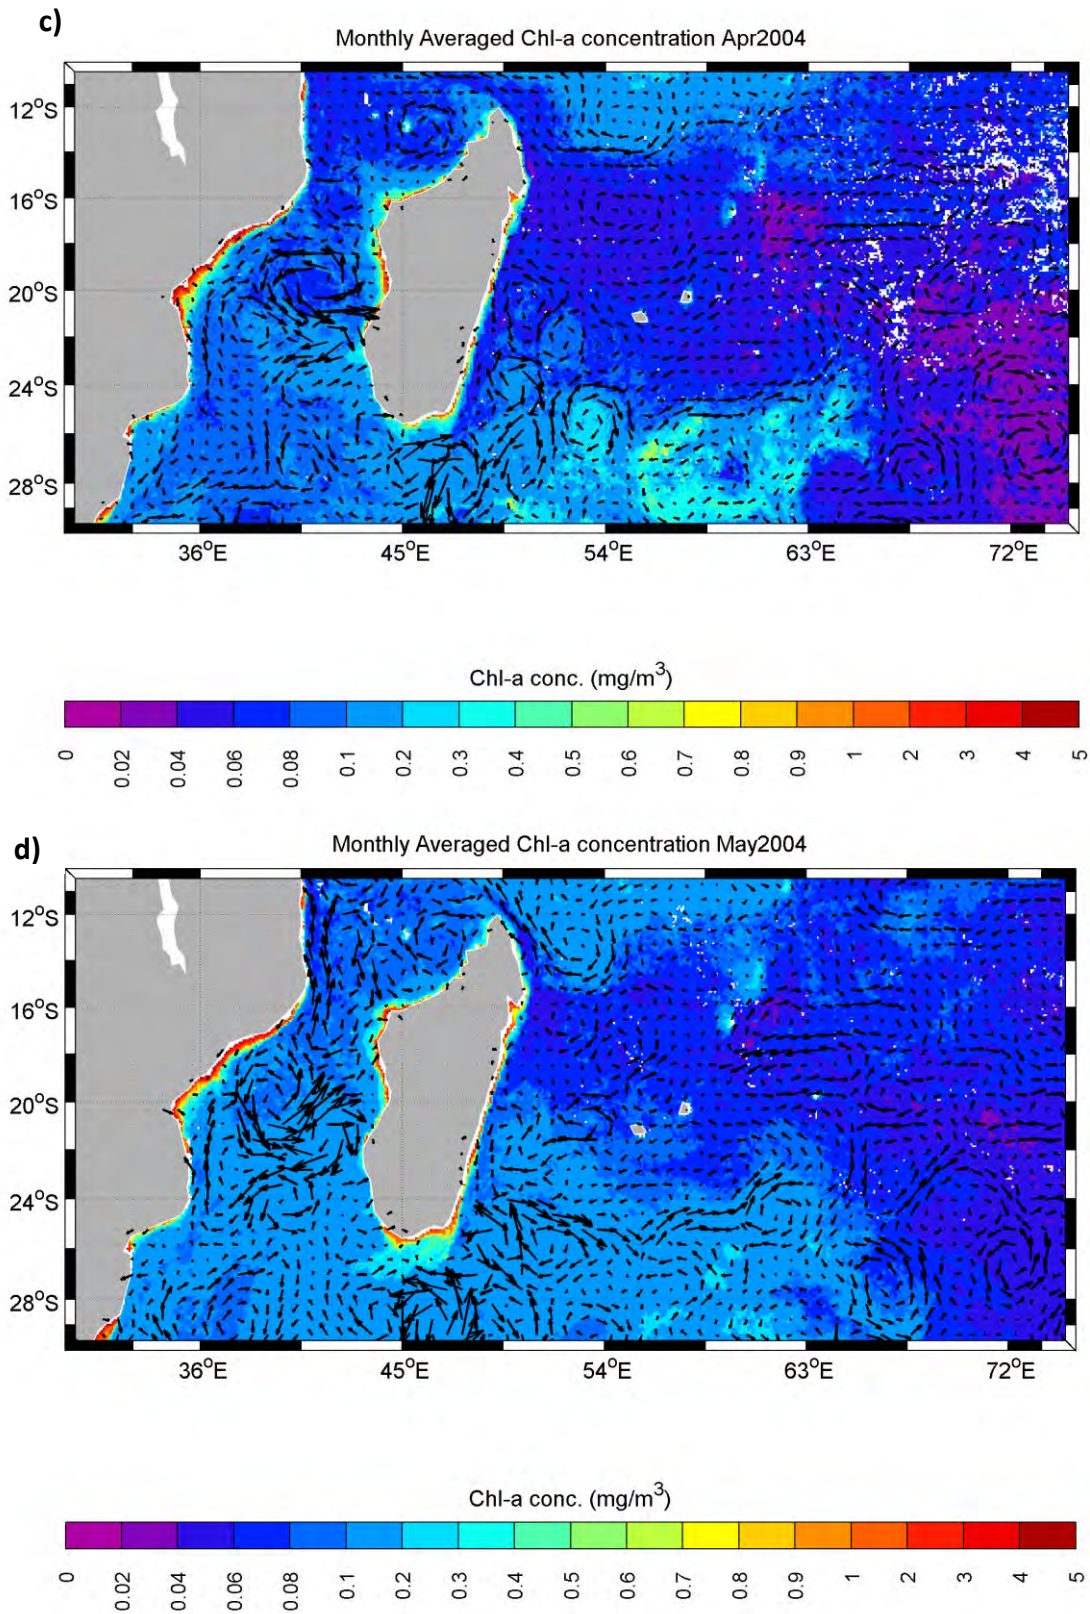 c)
Monthly Averaged Chl-a concentration Apr2004
12°S
16°S
20°S
24°S
28°S
36°E 45°E 54°E 63°E 72°E
Chl-a conc. (mg/m³)
0 0.02 0.04 0.06 0.08 0.1 0.2 0.3 0.4 0.5 0.6 0.7 0.8 0.9 1 2 3 4 5
d)
Monthly Averaged Chl-a concentration May2004
12°S
16°S
20°S
24°S
28°S
36°E 45°E 54°E 63°E 72°E
Chl-a conc. (mg/m³)
0 0.02 0.04 0.06 0.08 0.1 0.2 0.3 0.4 0.5 0.6 0.7 0.8 0.9 1 2 3 4 5